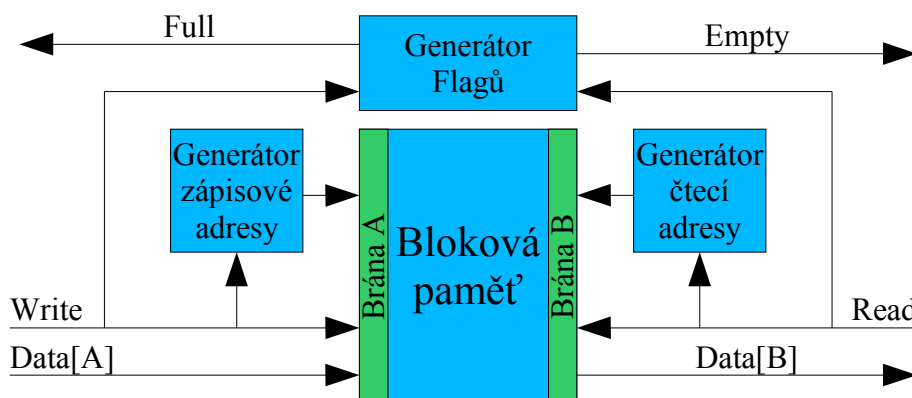 Full
Generátor
Flagů
Empty
Generátor
zápisové
adresy
Brána A
Bloková
paměť
Brána B
Generátor
čtecí
adresy
Write
Read
Data[A]
Data[B]